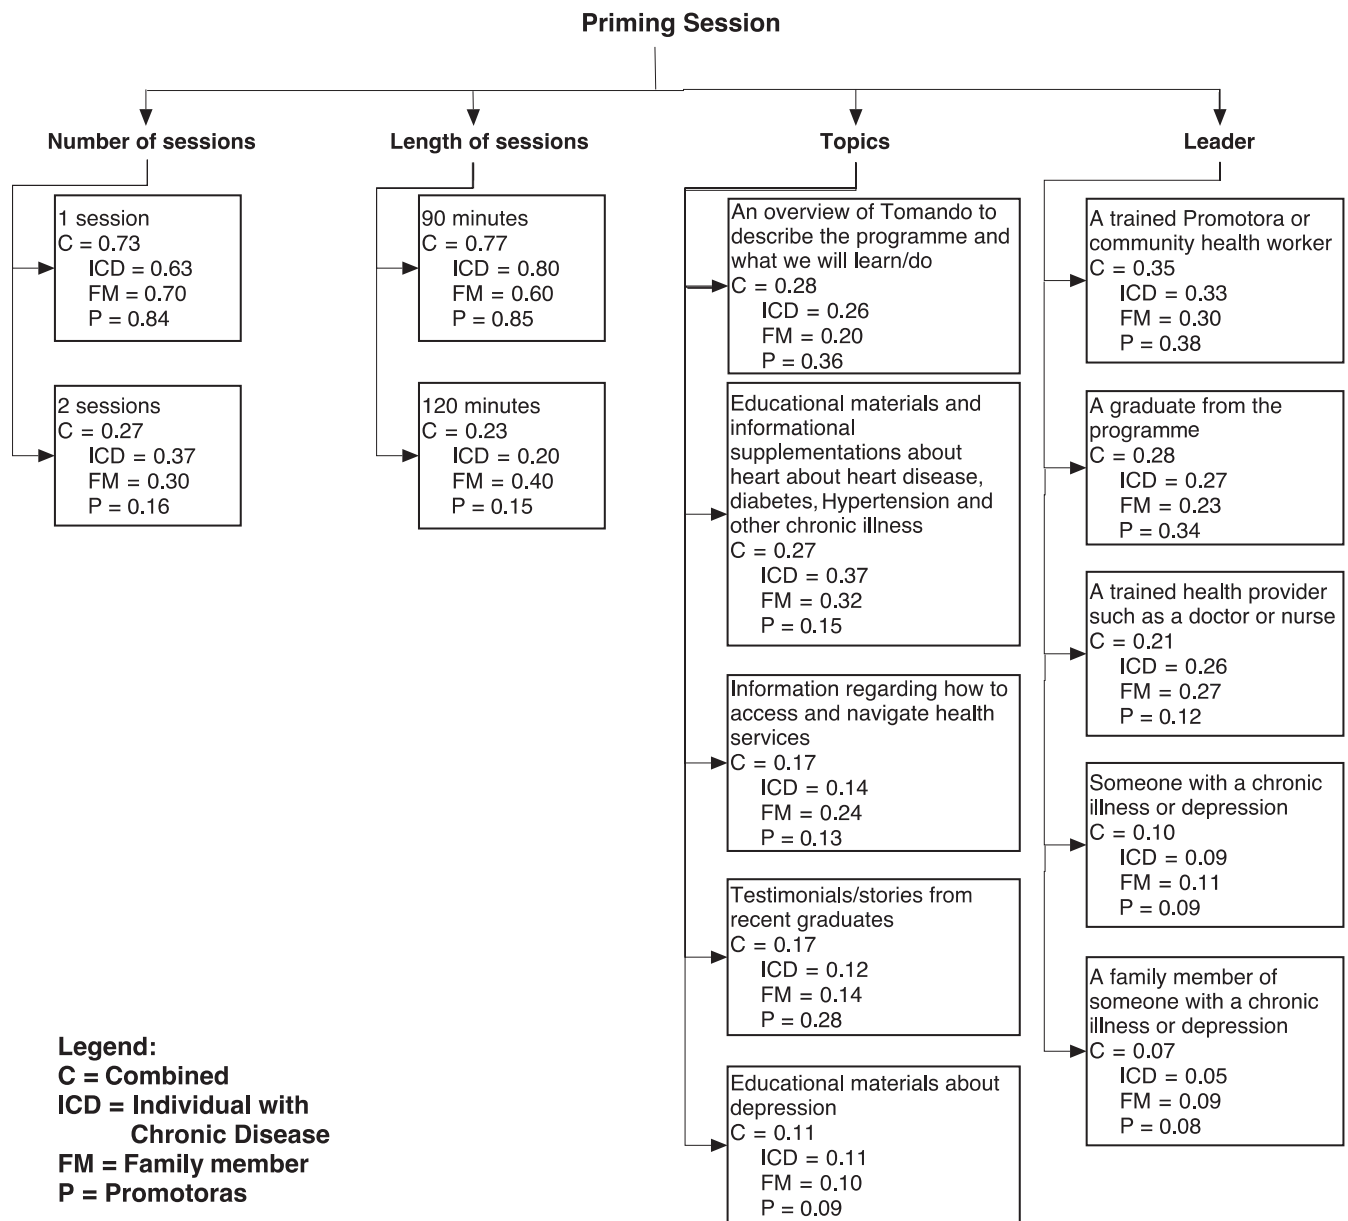 Priming Session
Number of sessions
1 session
C = 0.73
ICD = 0.63
FM = 0.70
P = 0.84
2 sessions
C = 0.27
ICD = 0.37
FM = 0.30
P = 0.16
Length of sessions
90 minutes
C = 0.77
ICD = 0.80
FM = 0.60
P = 0.85
120 minutes
C = 0.23
ICD = 0.20
FM = 0.40
P = 0.15
Topics
An overview of Tomando to
describe the programme and
what we will learn/do
C = 0.28
ICD = 0.26
FM = 0.20
P = 0.36
Educational materials and
informational
supplementations about
heart about heart disease,
diabetes, Hypertension and
other chronic illness
C = 0.27
ICD = 0.37
FM = 0.32
P = 0.15
Information regarding how to
access and navigate health
services
C = 0.17
ICD = 0.14
FM = 0.24
P = 0.13
Testimonials/stories from
recent graduates
C = 0.17
ICD = 0.12
FM = 0.14
P = 0.28
Educational materials about
depression
C = 0.11
ICD = 0.11
FM = 0.10
P = 0.09
Leader
A trained Promotora or
community health worker
C = 0.35
ICD = 0.33
FM = 0.30
P = 0.38
A graduate from the
programme
C = 0.28
ICD = 0.27
FM = 0.23
P = 0.34
A trained health provider
such as a doctor or nurse
C = 0.21
ICD = 0.26
FM = 0.27
P = 0.12
Someone with a chronic
illness or depression
C = 0.10
ICD = 0.09
FM = 0.11
P = 0.09
A family member of
someone with a chronic
illness or depression
C = 0.07
ICD = 0.05
FM = 0.09
P = 0.08
Legend:
C = Combined
ICD = Individual with
Chronic Disease
FM = Family member
P = Promotoras